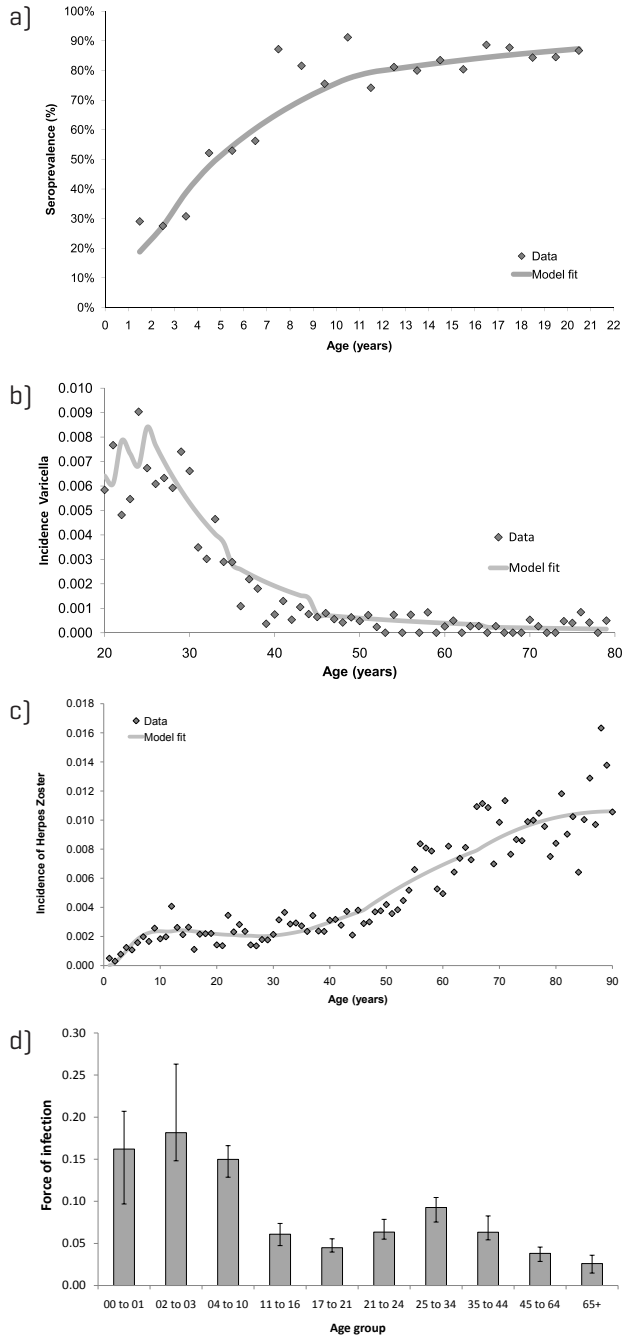 a)
100%
90%
80%
70%
60%
50%
40%
30%
20%
10%
0%
Seroprevalence (%)
Data
Model fit
0 1 2 3 4 5 6 7 8 9 10 11 12 13 14 15 16 17 18 19 20 21 22
Age (years)
b)
0.010
0.009
0.008
0.007
0.006
0.005
0.004
0.003
0.002
0.001
0.000
Incidence Varicella
Data
Model fit
20 30 40 50 60 70 80
Age (years)
c)
0.018
0.016
0.014
0.012
0.010
0.008
0.006
0.004
0.002
0.000
Incidence of Herpes Zoster
Data
Model fit
0 10 20 30 40 50 60 70 80 90
Age (years)
d)
0.30
0.25
0.20
0.15
0.10
0.05
0.00
Force of infection
00 to 01 02 to 03 04 to 10 11 to 16 17 to 21 21 to 24 25 to 34 35 to 44 45 to 64 65+
Age group